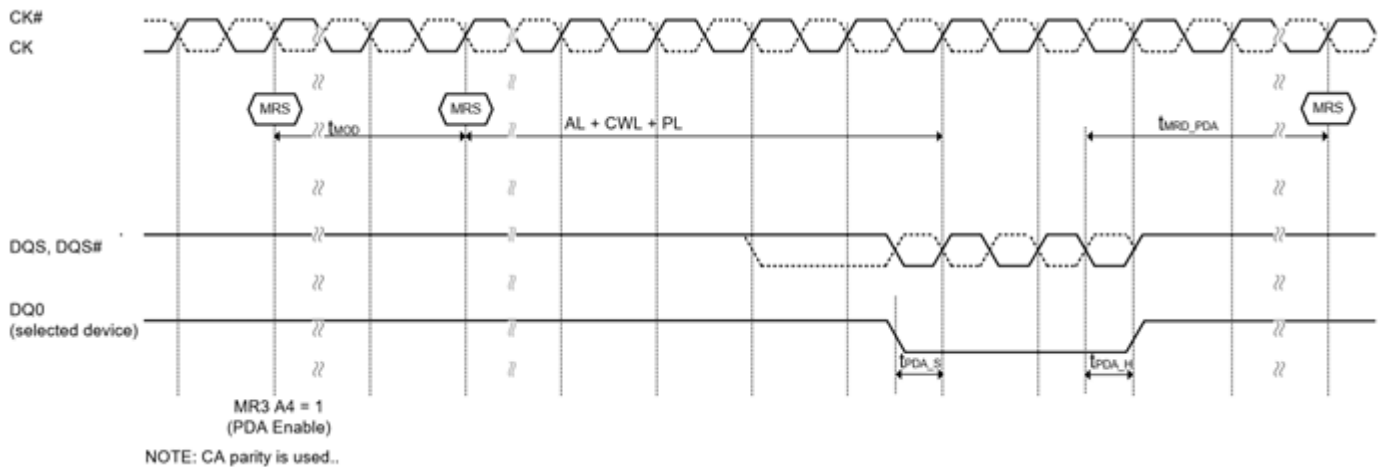 CK#
CK
MRS MRS MRS
tMOD AL + CWL + PL tMRD_PDA
DQS, DQS#
DQ0
(selected device)
tPDA_S tPDA_H
MR3 A4 = 1
(PDA Enable)
NOTE: CA parity is used..